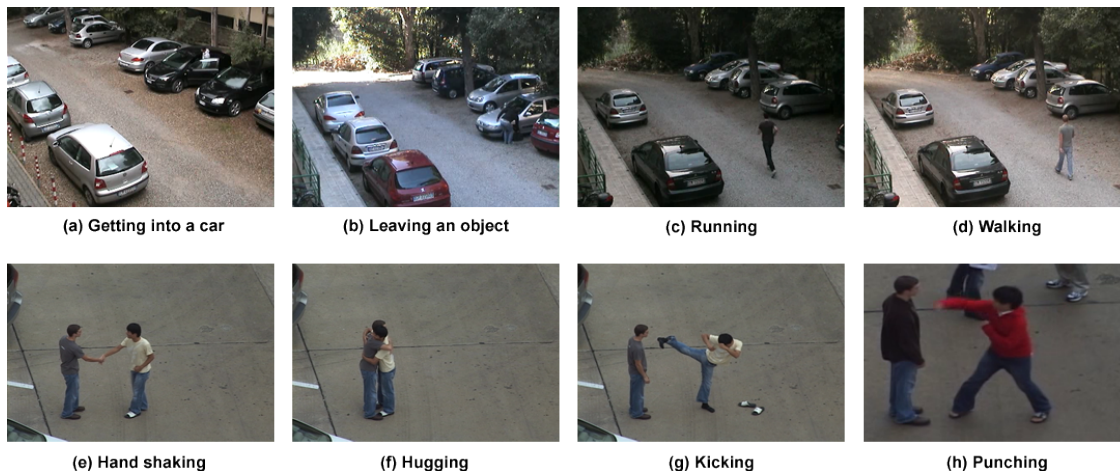 (a) Getting into a car
(b) Leaving an object
(c) Running
(d) Walking
(e) Hand shaking
(f) Hugging
(g) Kicking
(h) Punching